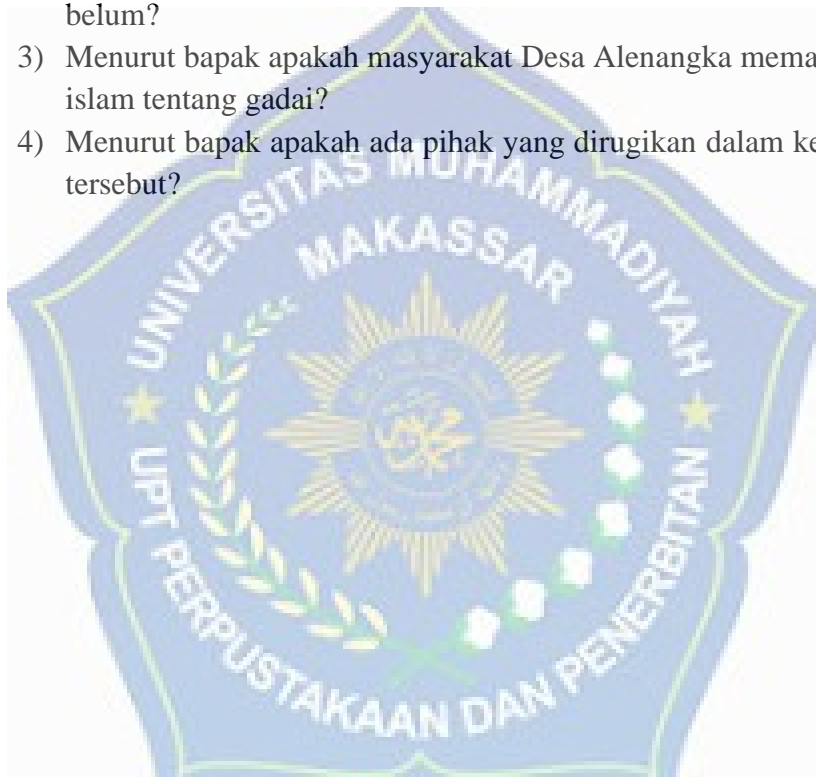 belum?
3) Menurut bapak apakah masyarakat Desa Alenangka mema
islam tentang gadai?
4) Menurut bapak apakah ada pihak yang dirugikan dalam ke
tersebut?
UNIVERSITAS MUHAMMADIYAH
MAKASSAR
UPT PERPUSTAKAAN DAN PENERBITAN